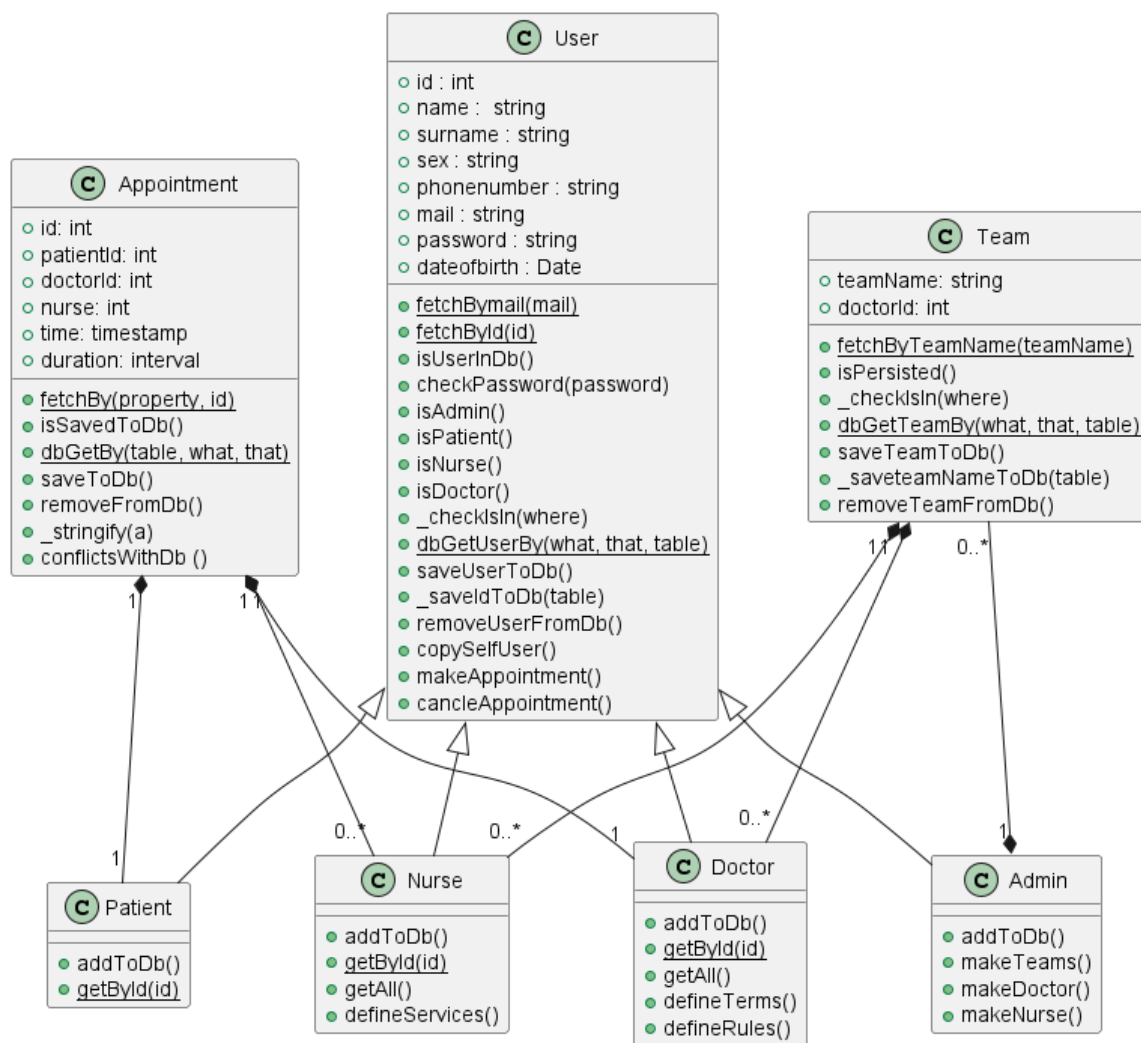 C User
id : int
name :  string
surname : string
sex : string
phonenumber : string
mail : string
password : string
dateofbirth : Date
fetchBymail(mail)
fetchById(id)
isUserInDb()
checkPassword(password)
isAdmin()
isPatient()
isNurse()
isDoctor()
_checkIsIn(where)
dbGetUserBy(what, that, table)
saveUserToDb()
_saveIdToDb(table)
removeUserFromDb()
copySelfUser()
makeAppointment()
cancleAppointment()
C Appointment
id: int
patientId: int
doctorId: int
nurse: int
time: timestamp
duration: interval
fetchBy(property, id)
isSavedToDb()
dbGetBy(table, what, that)
saveToDb()
removeFromDb()
_stringify(a)
conflictsWithDb ()
C Team
teamName: string
doctorId: int
fetchByTeamName(teamName)
isPersisted()
_checkIsIn(where)
dbGetTeamBy(what, that, table)
saveTeamToDb()
_saveteamNameToDb(table)
removeTeamFromDb()
1
1
1
1
1
0..*
1
0..*
1
0..*
0..*
1
C Patient
addToDb()
getById(id)
C Nurse
addToDb()
getById(id)
getAll()
defineServices()
C Doctor
addToDb()
getById(id)
getAll()
defineTerms()
defineRules()
C Admin
addToDb()
makeTeams()
makeDoctor()
makeNurse()